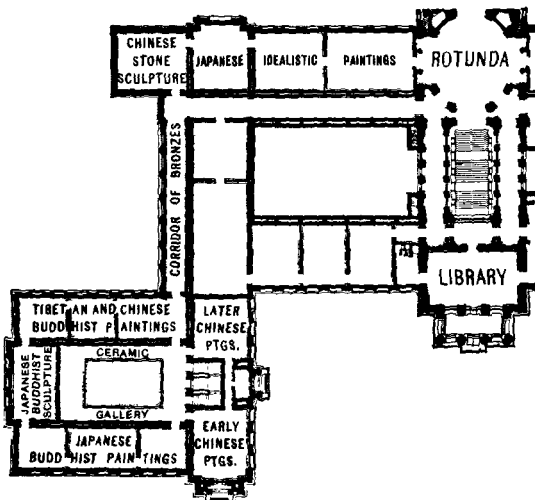 CHINESE
STONE
SCULPTURE
JAPANESE
IDEALISTIC
PAINTINGS
ROTUNDA
CORRIDOR OF BRONZES
LIBRARY
TIBETAN AND CHINESE
BUDDHIST PAINTINGS
LATER
CHINESE
PTGS.
CERAMIC
GALLERY
JAPANESE
BUDDHIST
SCULPTURE
EARLY
CHINESE
PTGS.
JAPANESE
BUDDHIST PAINTINGS